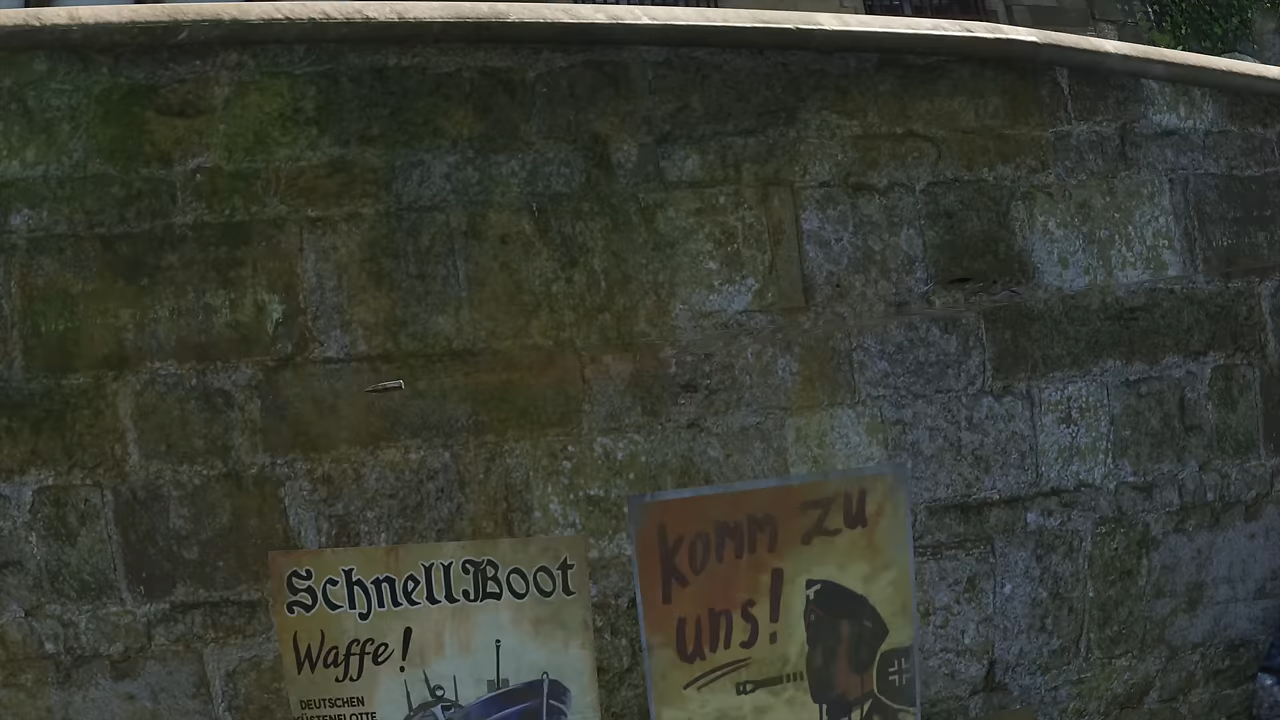 SchnellBoot
Waffe!
DEUTSCHEN
KÜSTENFLOTTE
komm zu
uns!